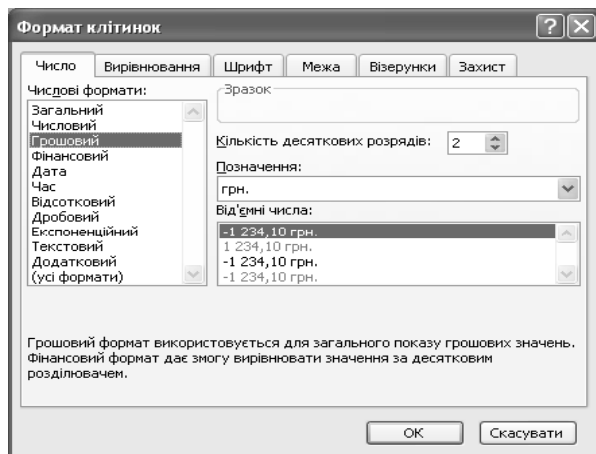 Формат клітинок
Число Вирівнювання Шрифт Межа Візерунки Захист
Числові формати:
Загальний
Числовий
Грошовий
Фінансовий
Дата
Час
Відсотковий
Дробовий
Експоненційний
Текстовий
Додатковий
(усі формати)
Зразок
Кількість десяткових розрядів: 2
Позначення:
грн.
Від'ємні числа:
-1 234,10 грн.
1 234,10 грн.
-1 234,10 грн.
-1 234,10 грн.
Грошовий формат використовується для загального показу грошових значень.
Фінансовий формат дає змогу вирівнювати значення за десятковим
розділювачем.
ОК Скасувати